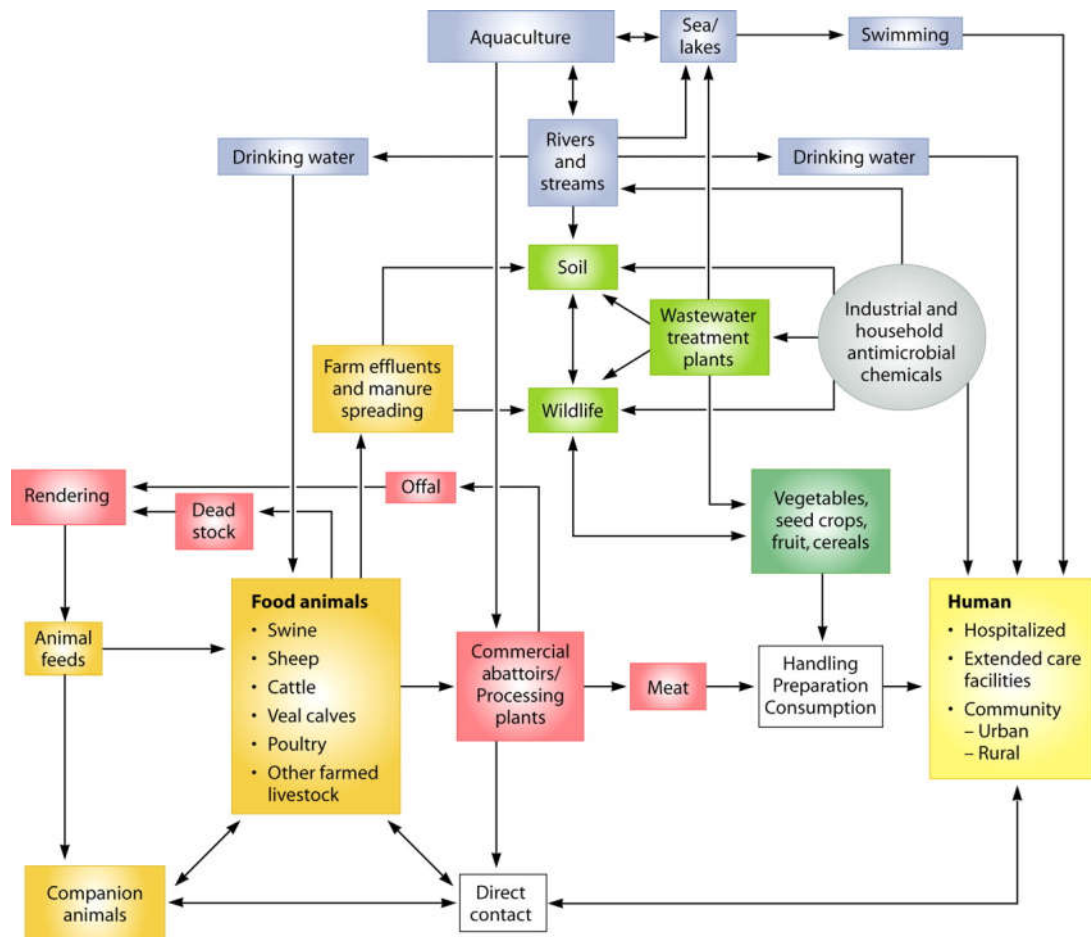 Aquaculture
Sea/
lakes
Swimming
Drinking water
Rivers
and
streams
Drinking water
Soil
Wastewater
treatment
plants
Industrial and
household
antimicrobial
chemicals
Farm effluents
and manure
spreading
Wildlife
Rendering
Offal
Dead
stock
Vegetables,
seed crops,
fruit, cereals
Animal
feeds
Food animals
• Swine
• Sheep
• Cattle
• Veal calves
• Poultry
• Other farmed
livestock
Commercial
abattoirs/
Processing
plants
Meat
Handling
Preparation
Consumption
Human
• Hospitalized
• Extended care
facilities
• Community
– Urban
– Rural
Companion
animals
Direct
contact